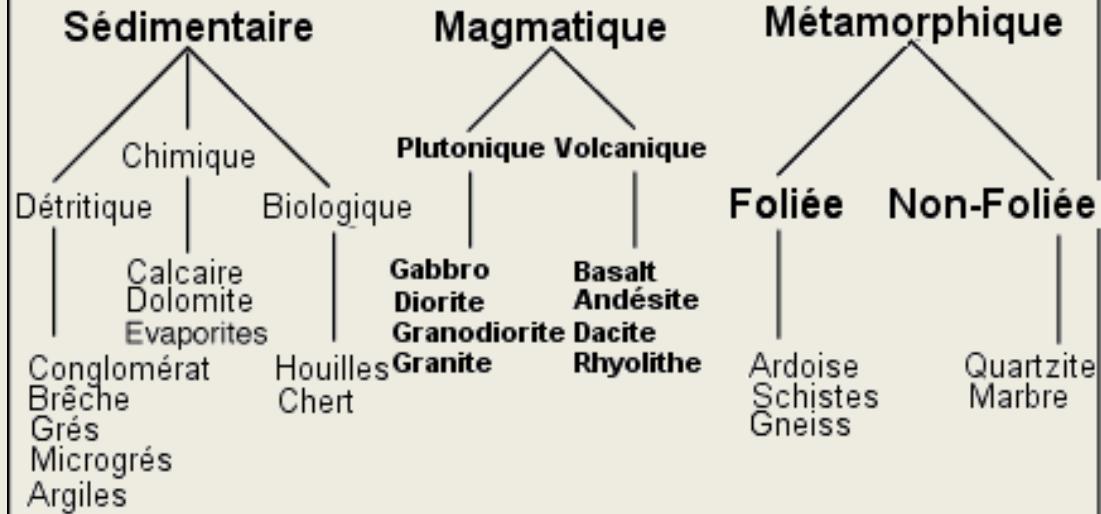 Sédimentaire
Chimique
Détritique
Biologique
Calcaire
Dolomite
Evaporites
Conglomérat
Brêche
Grés
Microgrés
Argiles
Houilles
Chert
Magmatique
Plutonique
Volcanique
Gabbro
Diorite
Granodiorite
Granite
Basalt
Andésite
Dacite
Rhyolithe
Métamorphique
Foliée
Non-Foliée
Ardoise
Schistes
Gneiss
Quartzite
Marbre